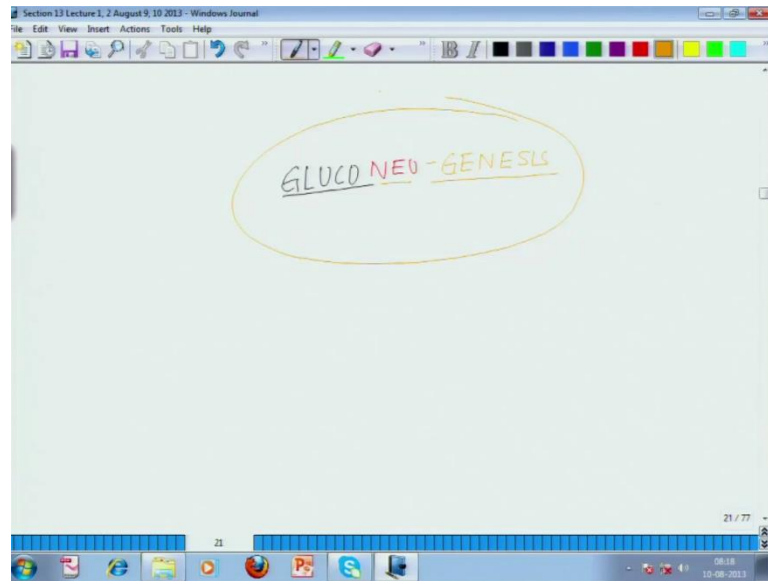 Section 13 Lecture 1, 2 August 9, 10 2013 - Windows Journal
File Edit View Insert Actions Tools Help
B I
GLUCO NEO - GENESIS
21 / 77
21
08:18
10-08-2013